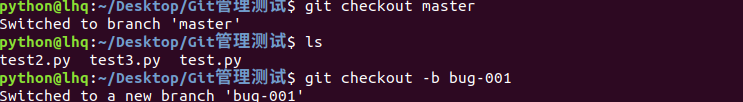 python@lhq:~/Desktop/Git管理测试$ git checkout master
Switched to branch 'master'
python@lhq:~/Desktop/Git管理测试$ ls
test2.py  test3.py  test.py
python@lhq:~/Desktop/Git管理测试$ git checkout -b bug-001
Switched to a new branch 'bug-001'